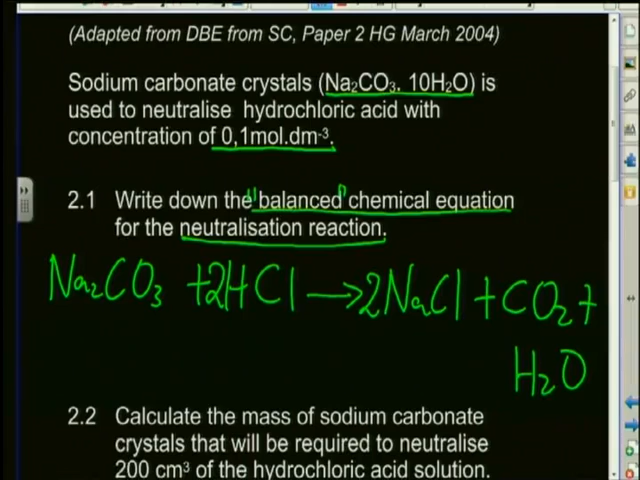 (Adapted from DBE from SC, Paper 2 HG March 2004)
Sodium carbonate crystals (Na₂CO₃. 10H₂O) is
used to neutralise hydrochloric acid with
concentration of 0,1mol.dm⁻³.
2.1 Write down the "balanced" chemical equation
for the neutralisation reaction.
Na₂CO₃ + 2HCl → 2NaCl + CO₂ +
H₂O
2.2 Calculate the mass of sodium carbonate
crystals that will be required to neutralise
200 cm³ of the hydrochloric acid solution.